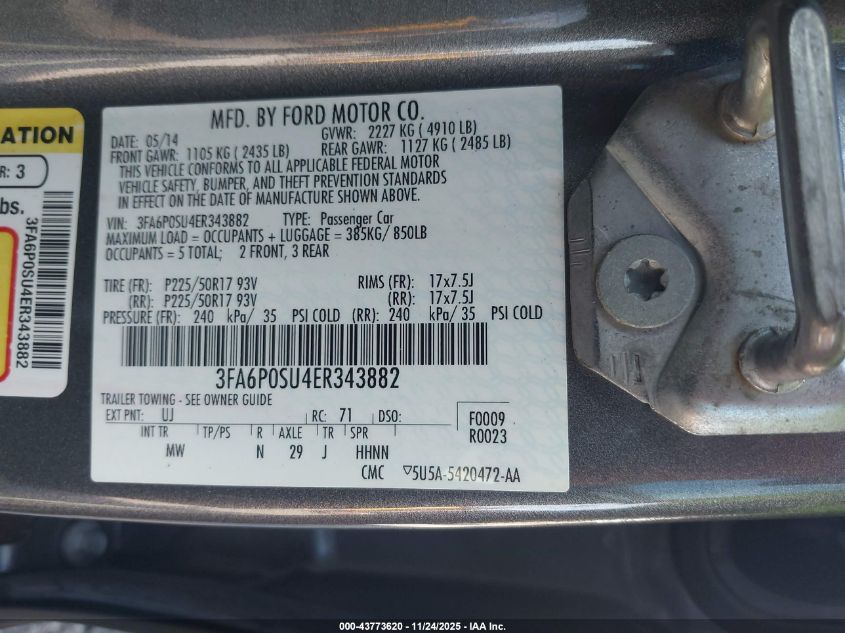 ATION
R: 3
bs.
3FA6P0SU4ER343882
MFD. BY FORD MOTOR CO.
DATE: 05/14 GVWR: 2227 KG ( 4910 LB)
FRONT GAWR: 1105 KG ( 2435 LB) REAR GAWR: 1127 KG ( 2485 LB)
THIS VEHICLE CONFORMS TO ALL APPLICABLE FEDERAL MOTOR
VEHICLE SAFETY, BUMPER, AND THEFT PREVENTION STANDARDS
IN EFFECT ON THE DATE OF MANUFACTURE SHOWN ABOVE.
VIN: 3FA6P0SU4ER343882 TYPE: Passenger Car
MAXIMUM LOAD = OCCUPANTS + LUGGAGE = 385KG/ 850LB
OCCUPANTS = 5 TOTAL; 2 FRONT, 3 REAR
TIRE (FR): P225/50R17 93V RIMS (FR): 17x7.5J
(RR): P225/50R17 93V (RR): 17x7.5J
PRESSURE (FR): 240 kPa/ 35 PSI COLD (RR): 240 kPa/ 35 PSI COLD
3FA6P0SU4ER343882
TRAILER TOWING - SEE OWNER GUIDE
EXT PNT: UJ RC: 71 DSO: F0009
INT TR TP/PS R AXLE TR SPR R0023
MW N 29 J HHNN
CMC ▽5U5A-5420472-AA
000-43773620 - 11/24/2025 - IAA Inc.